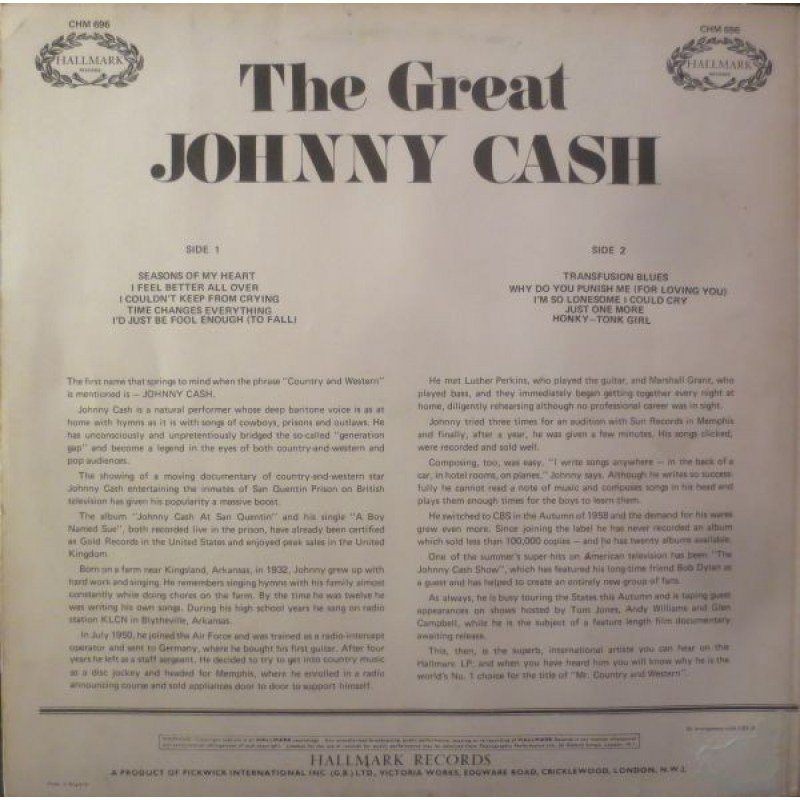 CHM 696
HALLMARK
RECORDS
CHM 696
HALLMARK
RECORDS
The Great
JOHNNY CASH
SIDE 1
SEASONS OF MY HEART
I FEEL BETTER ALL OVER
I COULDN'T KEEP FROM CRYING
TIME CHANGES EVERYTHING
I'D JUST BE FOOL ENOUGH (TO FALL)
SIDE 2
TRANSFUSION BLUES
WHY DO YOU PUNISH ME (FOR LOVING YOU)
I'M SO LONESOME I COULD CRY
JUST ONE MORE
HONKY-TONK GIRL
The first name that springs to mind when the phrase "Country and Western"
is mentioned is – JOHNNY CASH.
Johnny Cash is a natural performer whose deep baritone voice is as at
home with hymns as it is with songs of cowboys, prisons and outlaws. He
has unconsciously and unpretentiously bridged the so-called "generation
gap" and become a legend in the eyes of both country-and-western and
pop audiences.
The showing of a moving documentary of country-and-western star
Johnny Cash entertaining the inmates of San Quentin Prison on British
television has given his popularity a massive boost.
The album "Johnny Cash At San Quentin" and his single "A Boy
Named Sue", both recorded live in the prison, have already been certified
as Gold Records in the United States and enjoyed peak sales in the United
Kingdom.
Born on a farm near Kingsland, Arkansas, in 1932, Johnny grew up with
hard work and singing. He remembers singing hymns with his family almost
constantly while doing chores on the farm. By the time he was twelve he
was writing his own songs. During his high school years he sang on radio
station KLCN in Blytheville, Arkansas.
In July 1950, he joined the Air Force and was trained as a radio-intercept
operator and sent to Germany, where he bought his first guitar. After four
years he left as a staff sergeant. He decided to try to get into country music
as a disc jockey and headed for Memphis, where he enrolled in a radio
announcing course and sold appliances door to door to support himself.
He met Luther Perkins, who played the guitar, and Marshall Grant, who
played bass, and they immediately began getting together every night at
home, diligently rehearsing although no professional career was in sight.
Johnny tried three times for an audition with Sun Records in Memphis
and finally, after a year, he was given a few minutes. His songs clicked,
were recorded and sold well.
Composing, too, was easy. "I write songs anywhere – in the back of a
car, in hotel rooms, on planes," Johnny says. Although he writes so success-
fully he cannot read a note of music and composes songs in his head and
plays them enough times for the boys to learn them.
He switched to CBS in the Autumn of 1958 and the demand for his wares
grew even more. Since joining the label he has never recorded an album
which sold less than 100,000 copies – and he has twenty albums available.
One of the summer's super-hits on American television has been "The
Johnny Cash Show", which has featured his long-time friend Bob Dylan as
a guest and has helped to create an entirely new group of fans.
As always, he is busy touring the States this Autumn and is taping guest
appearances on shows hosted by Tom Jones, Andy Williams and Glen
Campbell, while he is the subject of a feature length film documentary
awaiting release.
This, then, is the superb, international artiste you can hear on this
Hallmark LP: and when you have heard him you will know why he is the
world's No. 1 choice for the title of "Mr. Country and Western".
HALLMARK RECORDS
A PRODUCT OF PICKWICK INTERNATIONAL INC (G.B.) LTD., VICTORIA WORKS, EDGWARE ROAD, CRICKLEWOOD, LONDON, N.W.2.